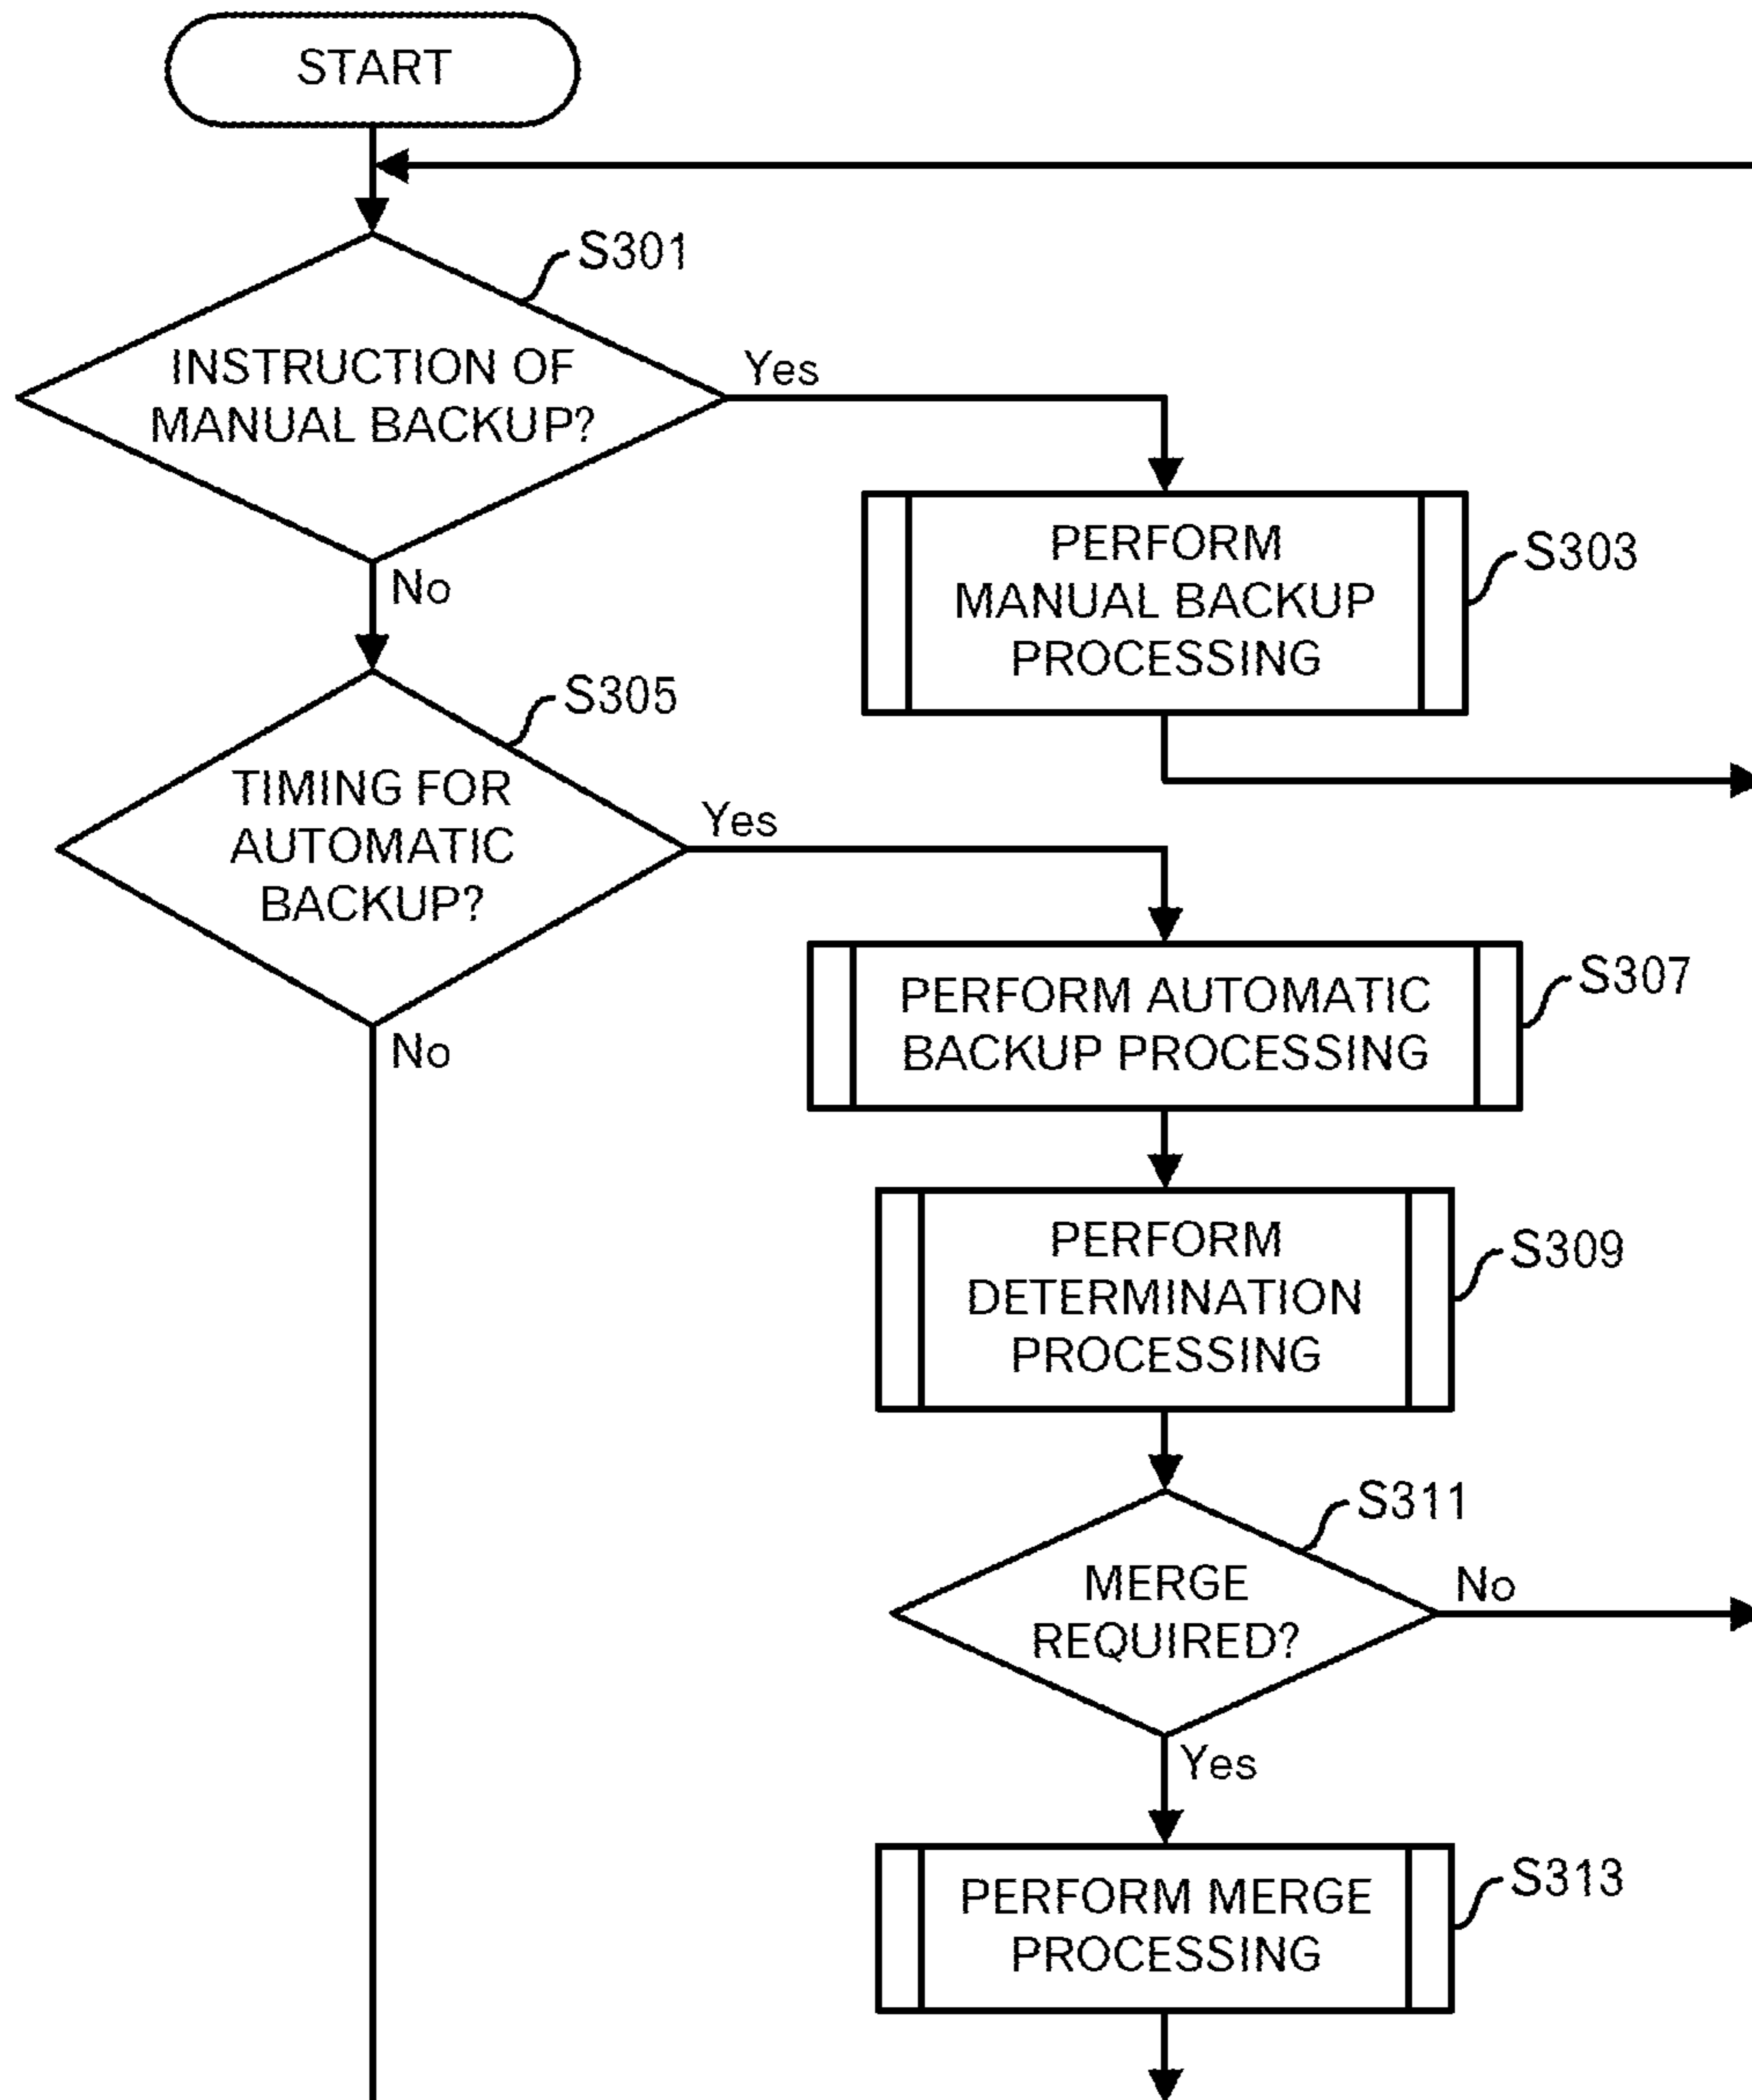 START
S301
INSTRUCTION OF
MANUAL BACKUP?
Yes
No
PERFORM
MANUAL BACKUP
PROCESSING
S303
S305
TIMING FOR
AUTOMATIC
BACKUP?
Yes
No
PERFORM AUTOMATIC
BACKUP PROCESSING
S307
PERFORM
DETERMINATION
PROCESSING
S309
S311
MERGE
REQUIRED?
No
Yes
PERFORM MERGE
PROCESSING
S313